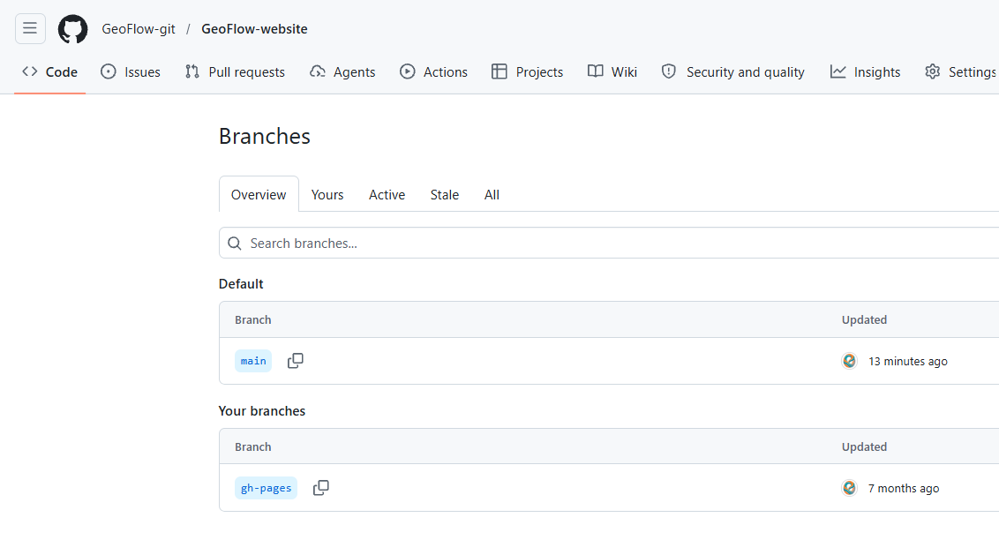 GeoFlow-git / GeoFlow-website
Code Issues Pull requests Agents Actions Projects Wiki Security and quality Insights Settings
Branches
Overview Yours Active Stale All
Search branches...
Default
Branch Updated
main 13 minutes ago
Your branches
Branch Updated
gh-pages 7 months ago